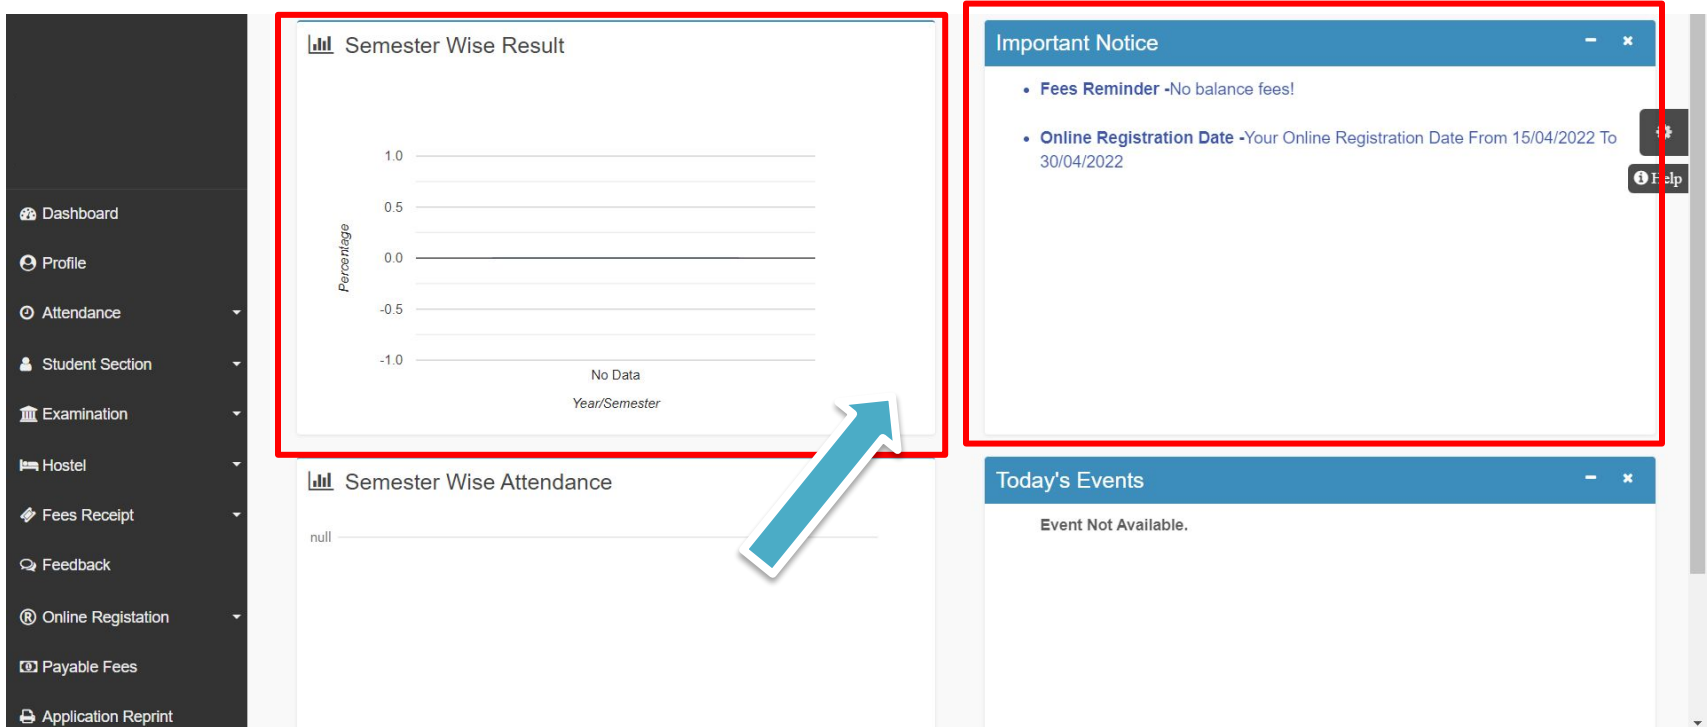 Dashboard
Profile
Attendance
Student Section
Examination
Hostel
Fees Receipt
Feedback
® Online Registation
Payable Fees
Application Reprint
Semester Wise Result
1.0
0.5
0.0
-0.5
-1.0
Percentage
No Data
Year/Semester
Important Notice
• Fees Reminder -No balance fees!
• Online Registration Date -Your Online Registration Date From 15/04/2022 To
30/04/2022
Help
Semester Wise Attendance
null
Today's Events
Event Not Available.